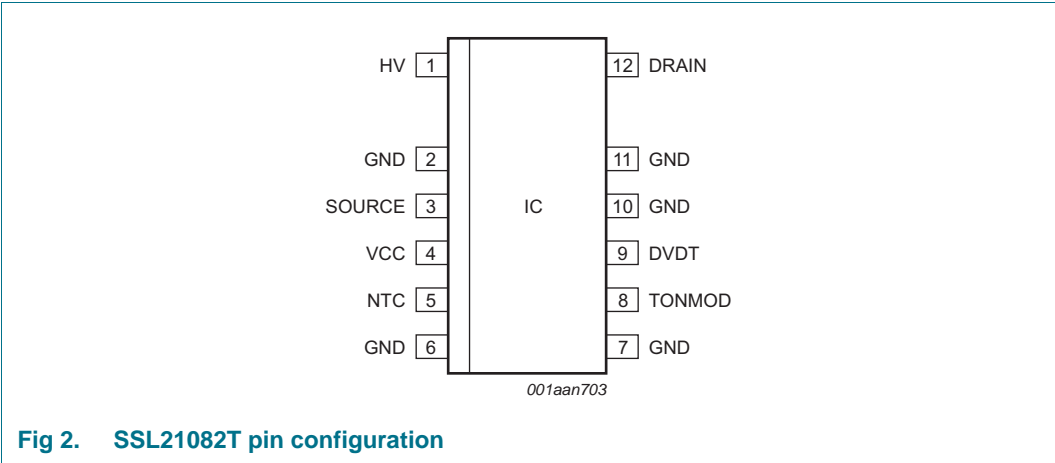 HV 1 12 DRAIN
GND 2 11 GND
SOURCE 3 IC 10 GND
VCC 4 9 DVDT
NTC 5 8 TONMOD
GND 6 7 GND
001aan703
Fig 2. SSL21082T pin configuration